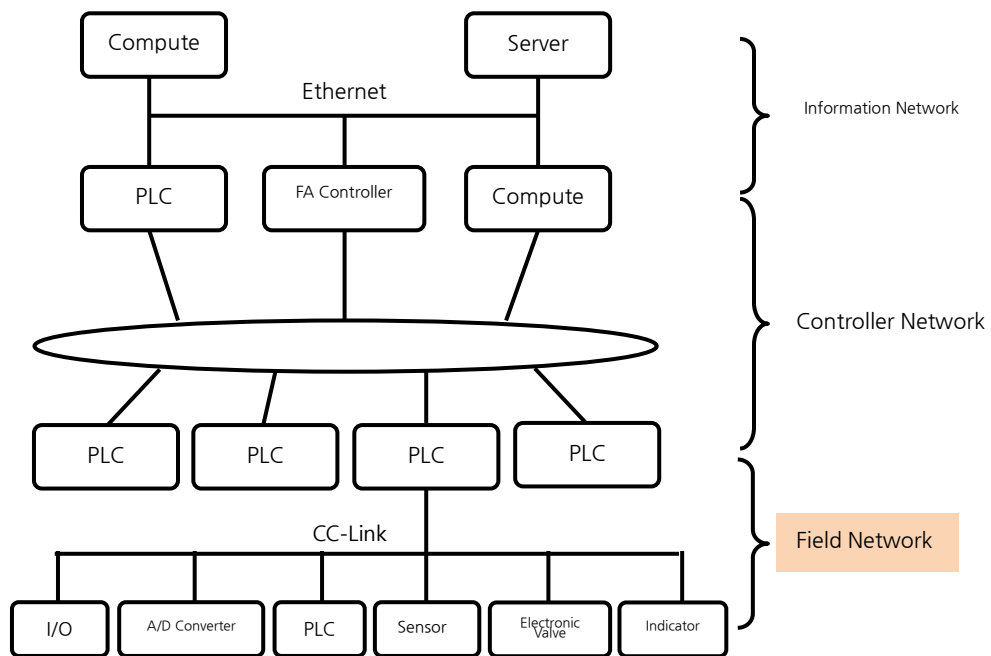 Compute
Server
Ethernet
Information Network
PLC
FA Controller
Compute
Controller Network
PLC
PLC
PLC
PLC
CC-Link
Field Network
I/O
A/D Converter
PLC
Sensor
Electronic
Valve
Indicator